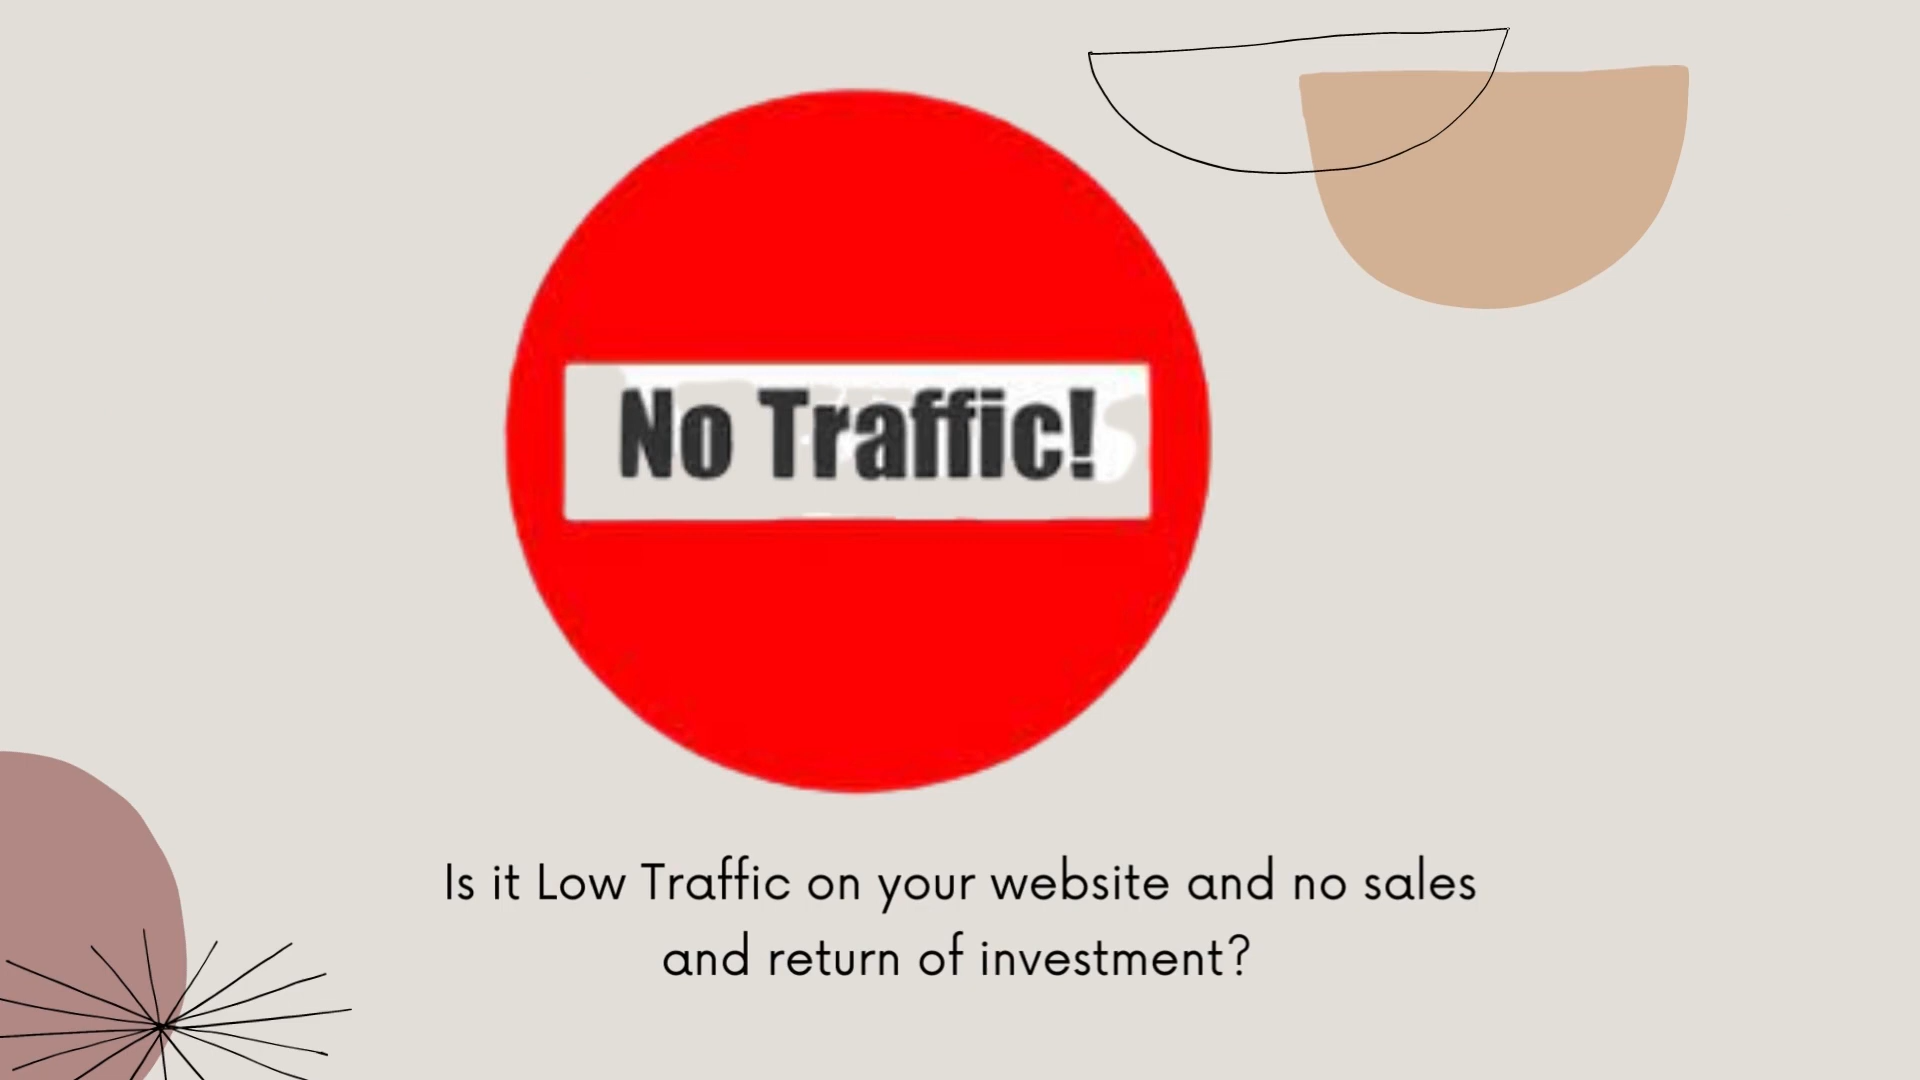 No Traffic!
Is it Low Traffic on your website and no sales
and return of investment?